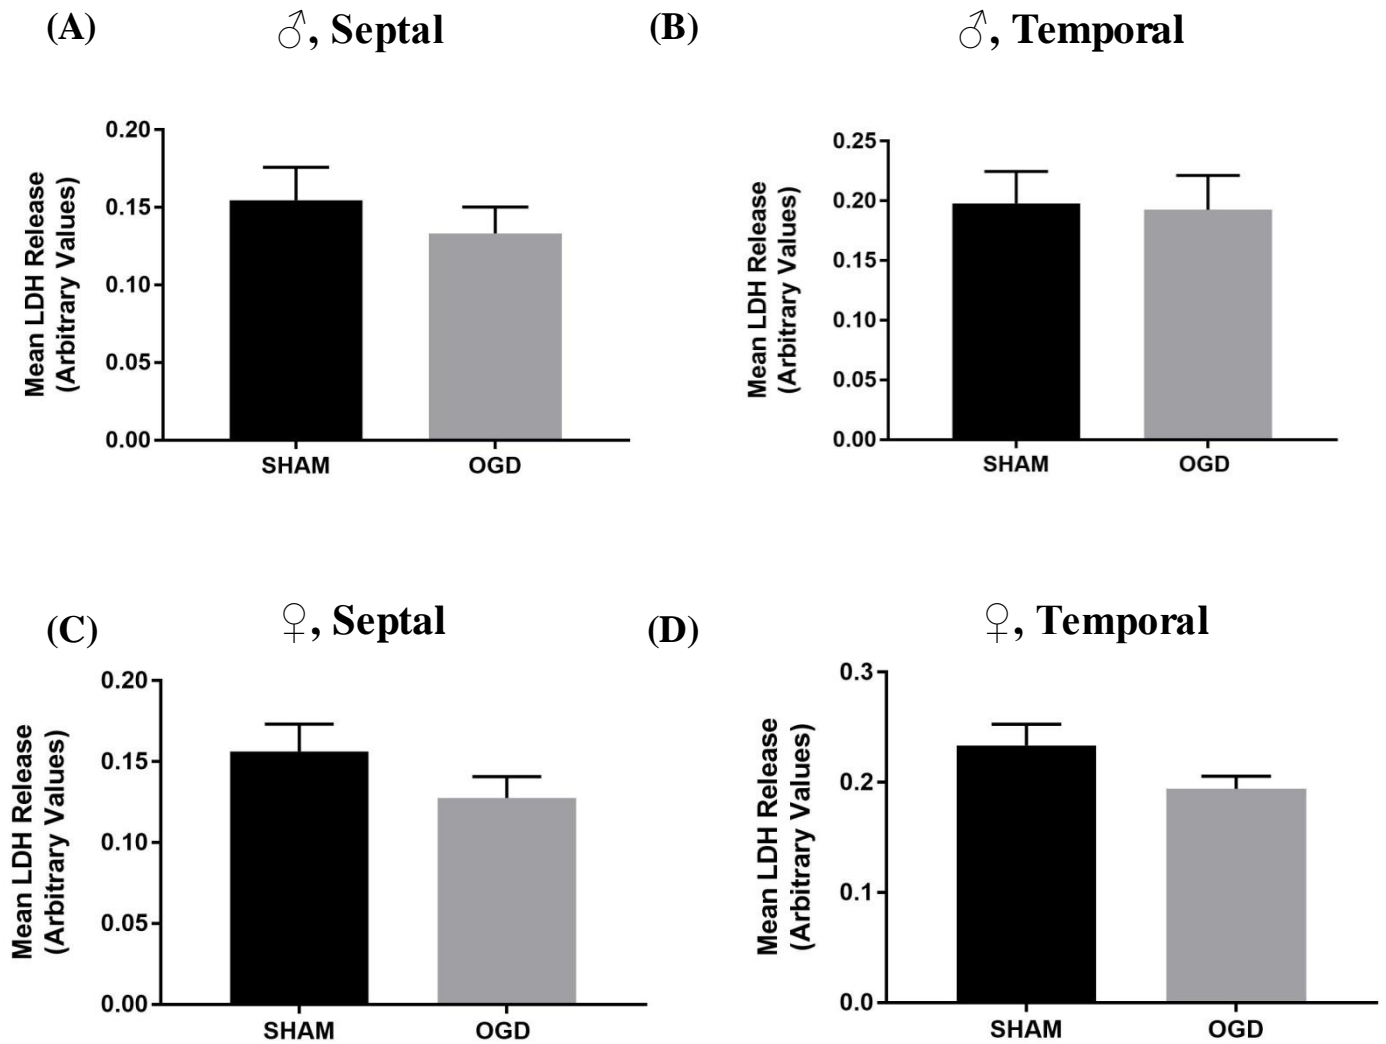 (A)
♂, Septal
Mean LDH Release
(Arbitrary Values)
0.20
0.15
0.10
0.05
0.00
SHAM OGD
(B)
♂, Temporal
Mean LDH Release
(Arbitrary Values)
0.25
0.20
0.15
0.10
0.05
0.00
SHAM OGD
(C)
♀, Septal
Mean LDH Release
(Arbitrary Values)
0.20
0.15
0.10
0.05
0.00
SHAM OGD
(D)
♀, Temporal
Mean LDH Release
(Arbitrary Values)
0.3
0.2
0.1
0.0
SHAM OGD